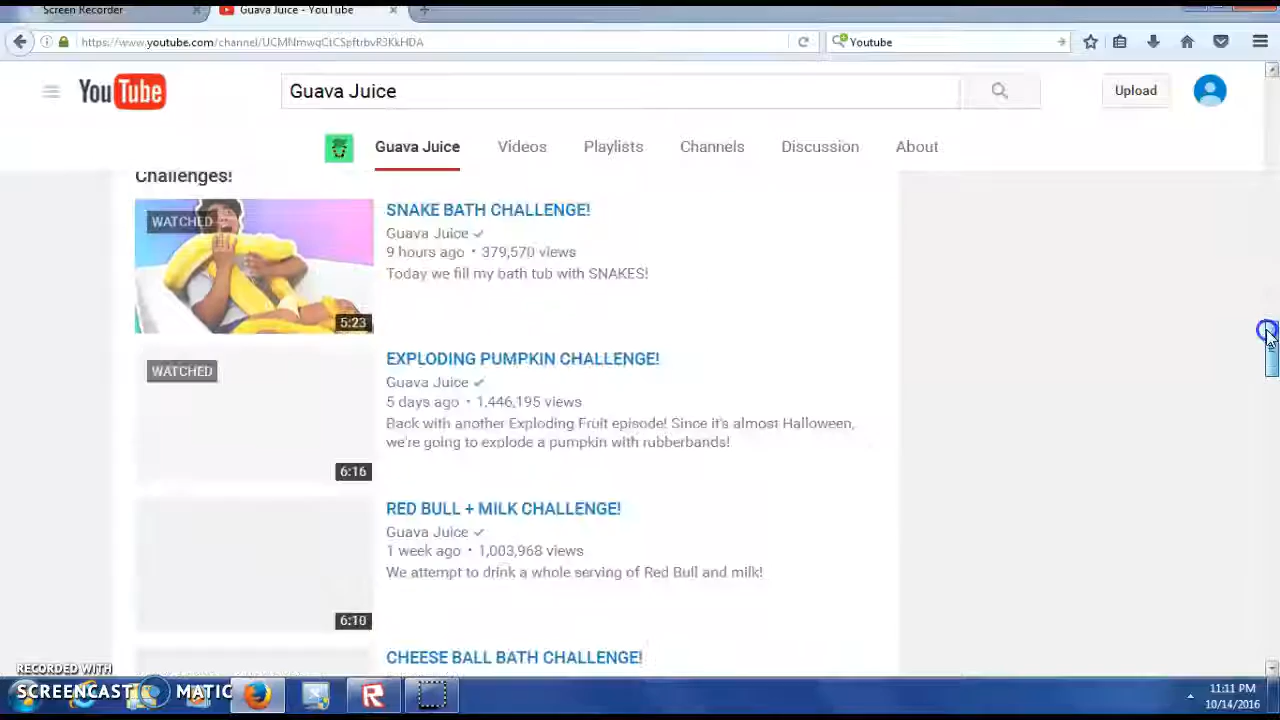 Screen Recorder
Guava Juice - YouTube
https://www.youtube.com/channel/UCMNmwqCtCSpftrbvR3KkHDA
Youtube
YouTube
Guava Juice
Upload
Guava Juice
Videos
Playlists
Channels
Discussion
About
Challenges!
WATCHED
5:23
SNAKE BATH CHALLENGE!
Guava Juice
9 hours ago • 379,570 views
Today we fill my bath tub with SNAKES!
WATCHED
6:16
EXPLODING PUMPKIN CHALLENGE!
Guava Juice
5 days ago • 1,446,195 views
Back with another Exploding Fruit episode! Since it's almost Halloween,
we're going to explode a pumpkin with rubberbands!
6:10
RED BULL + MILK CHALLENGE!
Guava Juice
1 week ago • 1,003,968 views
We attempt to drink a whole serving of Red Bull and milk!
CHEESE BALL BATH CHALLENGE!
RECORDED WITH
SCREENCAST MATIC
11:11 PM
10/14/2016